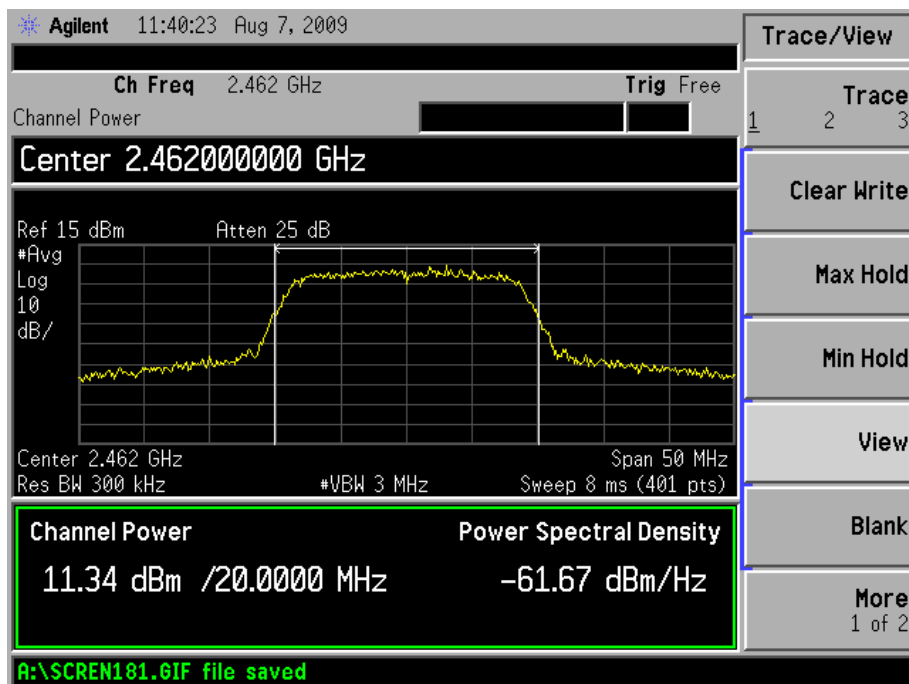 Agilent 11:40:23 Aug 7, 2009
Trace/View
Ch Freq 2.462 GHz Trig Free
Channel Power
Trace
1 2 3
Center 2.462000000 GHz
Clear Write
Ref 15 dBm Atten 25 dB
#Avg
Log
10
dB/
Max Hold
Min Hold
View
Center 2.462 GHz Span 50 MHz
Res BW 300 kHz #VBW 3 MHz Sweep 8 ms (401 pts)
Channel Power Power Spectral Density
Blank
11.34 dBm /20.0000 MHz -61.67 dBm/Hz
More
1 of 2
A:\SCREN181.GIF file saved